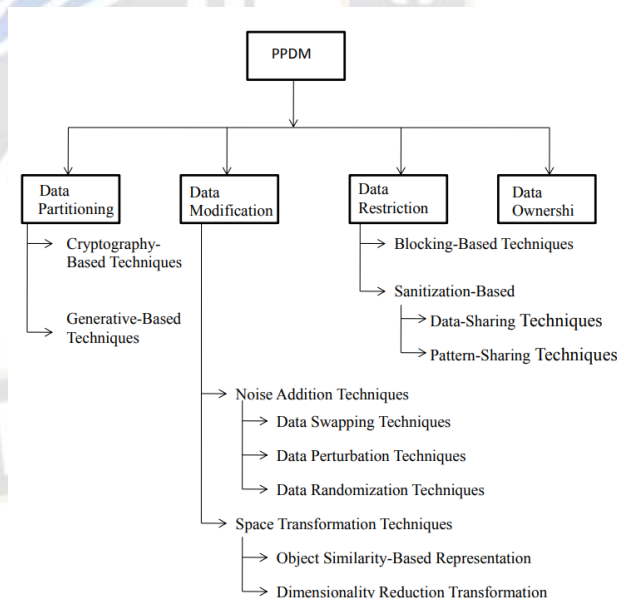 PPDM
Data
Partitioning
Data
Modification
Data
Restriction
Data
Ownershi
Cryptography-
Based Techniques
Generative-Based
Techniques
Blocking-Based Techniques
Sanitization-Based
Data-Sharing Techniques
Pattern-Sharing Techniques
Noise Addition Techniques
Data Swapping Techniques
Data Perturbation Techniques
Data Randomization Techniques
Space Transformation Techniques
Object Similarity-Based Representation
Dimensionality Reduction Transformation